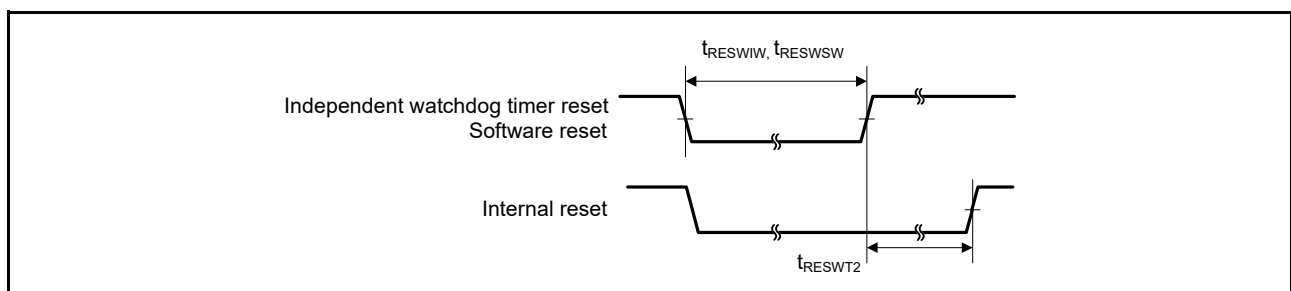 tRESWIW, tRESWSW
Independent watchdog timer reset
Software reset
Internal reset
tRESWT2